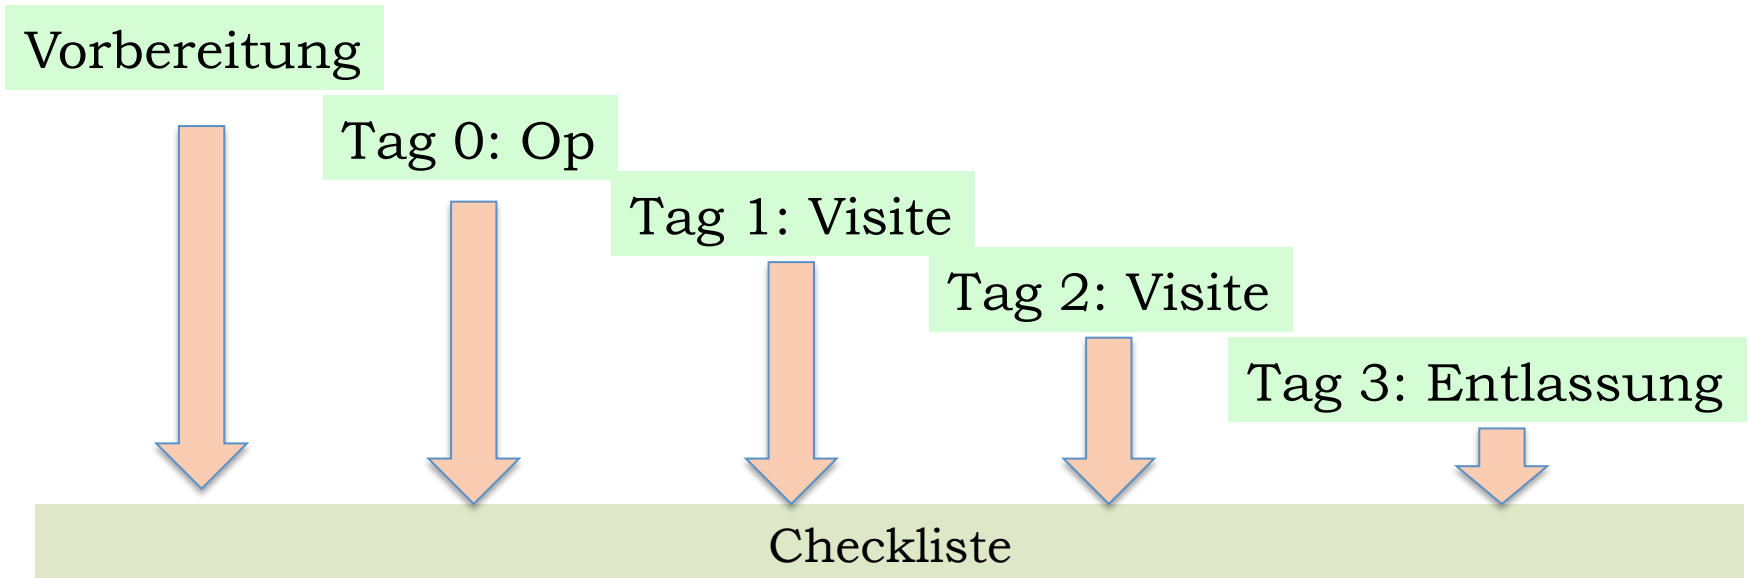 Vorbereitung
Tag 0: Op
Tag 1: Visite
Tag 2: Visite
Tag 3: Entlassung
Checkliste